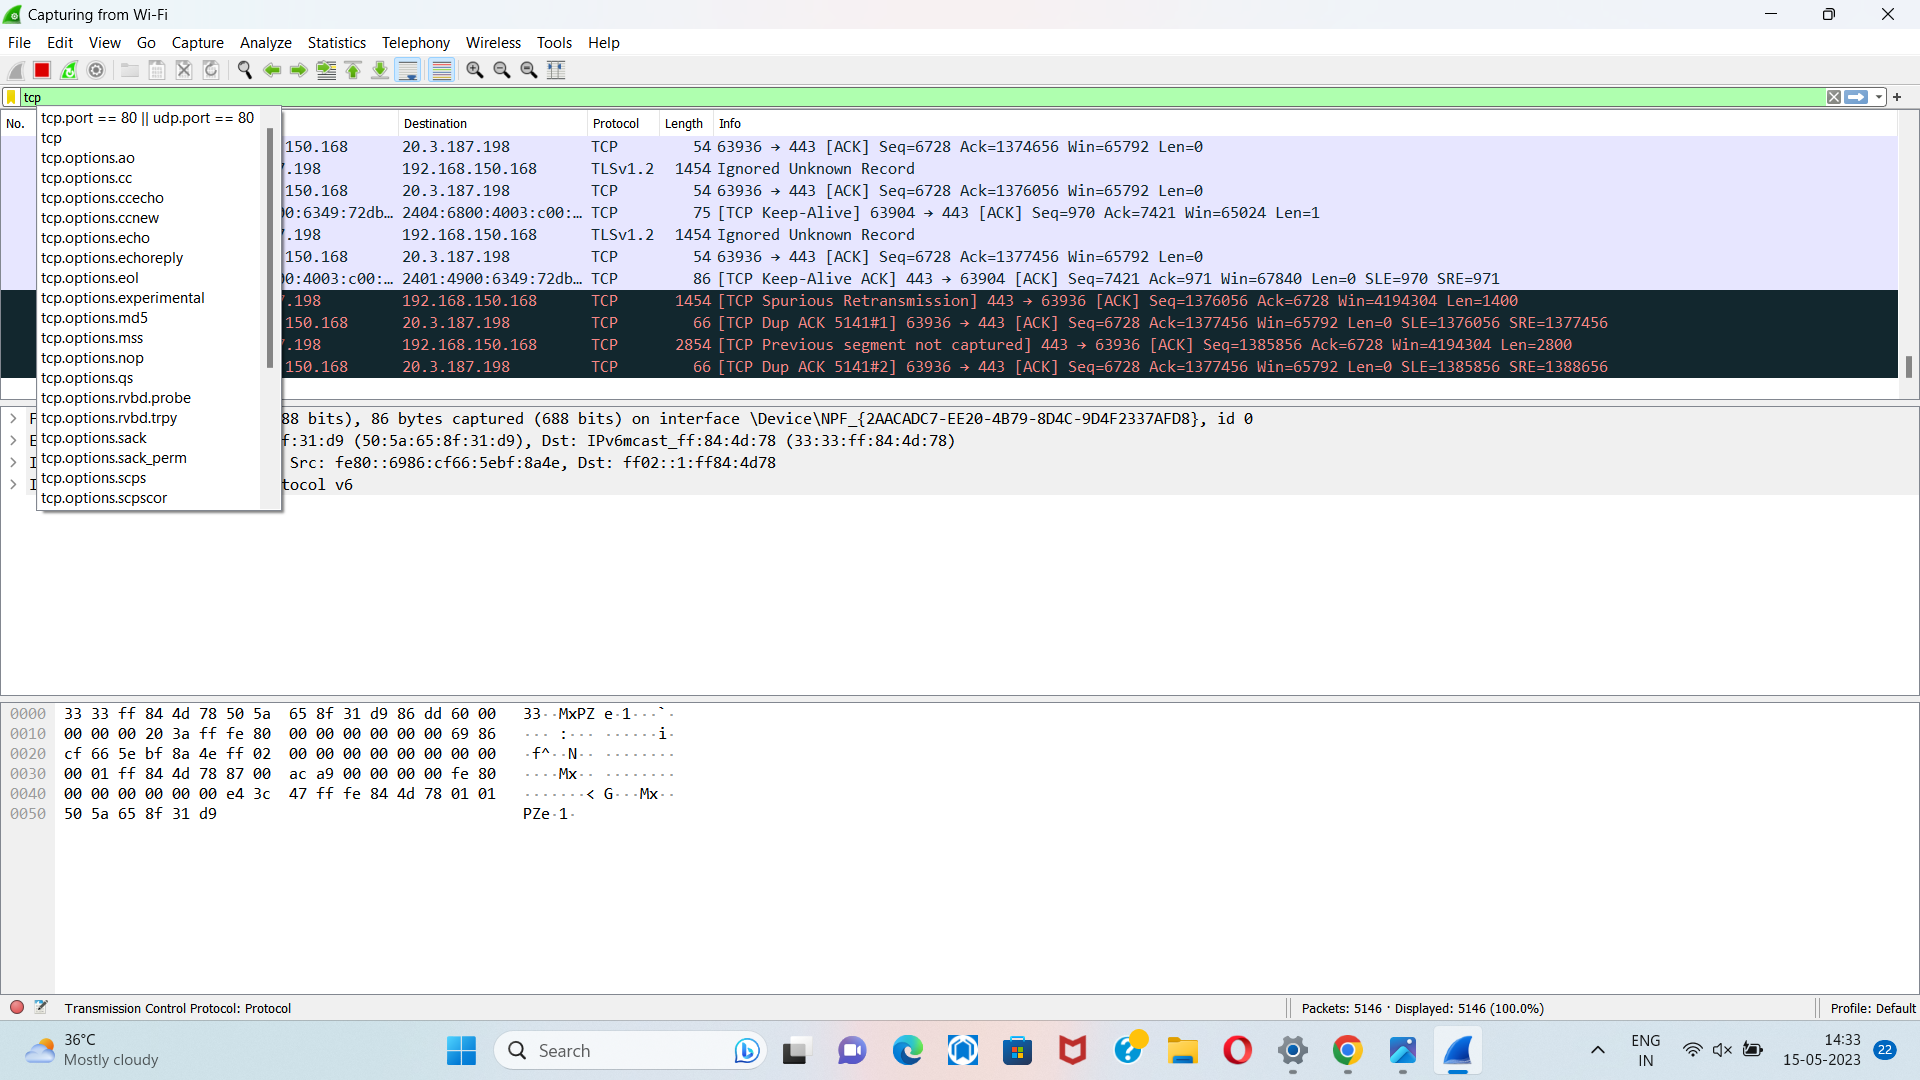 Capturing from Wi-Fi
File Edit View Go Capture Analyze Statistics Telephony Wireless Tools Help
tcp
tcp.port == 80 || udp.port == 80
tcp
tcp.options.ao
tcp.options.cc
tcp.options.ccecho
tcp.options.ccnew
tcp.options.echo
tcp.options.echoreply
tcp.options.eol
tcp.options.experimental
tcp.options.md5
tcp.options.mss
tcp.options.nop
tcp.options.qs
tcp.options.rvbd.probe
tcp.options.rvbd.trpy
tcp.options.sack
tcp.options.sack_perm
tcp.options.scps
tcp.options.scpscor
No. Destination Protocol Length Info
150.168 20.3.187.198 TCP 54 63936 → 443 [ACK] Seq=6728 Ack=1374656 Win=65792 Len=0
.198 192.168.150.168 TLSv1.2 1454 Ignored Unknown Record
150.168 20.3.187.198 TCP 54 63936 → 443 [ACK] Seq=6728 Ack=1376056 Win=65792 Len=0
00:6349:72db… 2404:6800:4003:c00:… TCP 75 [TCP Keep-Alive] 63904 → 443 [ACK] Seq=970 Ack=7421 Win=65024 Len=1
.198 192.168.150.168 TLSv1.2 1454 Ignored Unknown Record
150.168 20.3.187.198 TCP 54 63936 → 443 [ACK] Seq=6728 Ack=1377456 Win=65792 Len=0
00:4003:c00:… 2401:4900:6349:72db… TCP 86 [TCP Keep-Alive ACK] 443 → 63904 [ACK] Seq=7421 Ack=971 Win=67840 Len=0 SLE=970 SRE=971
.198 192.168.150.168 TCP 1454 [TCP Spurious Retransmission] 443 → 63936 [ACK] Seq=1376056 Ack=6728 Win=4194304 Len=1400
150.168 20.3.187.198 TCP 66 [TCP Dup ACK 5141#1] 63936 → 443 [ACK] Seq=6728 Ack=1377456 Win=65792 Len=0 SLE=1376056 SRE=1377456
.198 192.168.150.168 TCP 2854 [TCP Previous segment not captured] 443 → 63936 [ACK] Seq=1385856 Ack=6728 Win=4194304 Len=2800
150.168 20.3.187.198 TCP 66 [TCP Dup ACK 5141#2] 63936 → 443 [ACK] Seq=6728 Ack=1377456 Win=65792 Len=0 SLE=1385856 SRE=1388656
88 bits), 86 bytes captured (688 bits) on interface \Device\NPF_{2AACADC7-EE20-4B79-8D4C-9D4F2337AFD8}, id 0
f:31:d9 (50:5a:65:8f:31:d9), Dst: IPv6mcast_ff:84:4d:78 (33:33:ff:84:4d:78)
Src: fe80::6986:cf66:5ebf:8a4e, Dst: ff02::1:ff84:4d78
tocol v6
0000 33 33 ff 84 4d 78 50 5a 65 8f 31 d9 86 dd 60 00 33··MxPZ e·1···`·
0010 00 00 00 20 3a ff fe 80 00 00 00 00 00 00 69 86 ··· :··· ······i·
0020 cf 66 5e bf 8a 4e ff 02 00 00 00 00 00 00 00 00 ·f^··N·· ········
0030 00 01 ff 84 4d 78 87 00 ac a9 00 00 00 00 fe 80 ····Mx·· ········
0040 00 00 00 00 00 00 e4 3c 47 ff fe 84 4d 78 01 01 ·······< G···Mx··
0050 50 5a 65 8f 31 d9 PZe·1·
Transmission Control Protocol: Protocol Packets: 5146 · Displayed: 5146 (100.0%) Profile: Default
36°C
Mostly cloudy
Search
ENG
IN
14:33
15-05-2023
22